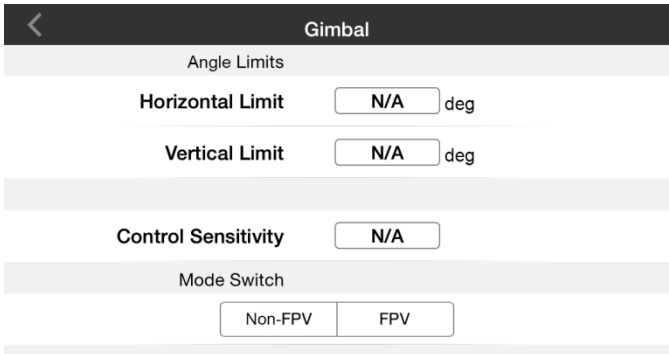 Gimbal
Angle Limits
Horizontal Limit N/A deg
Vertical Limit N/A deg
Control Sensitivity N/A
Mode Switch
Non-FPV FPV